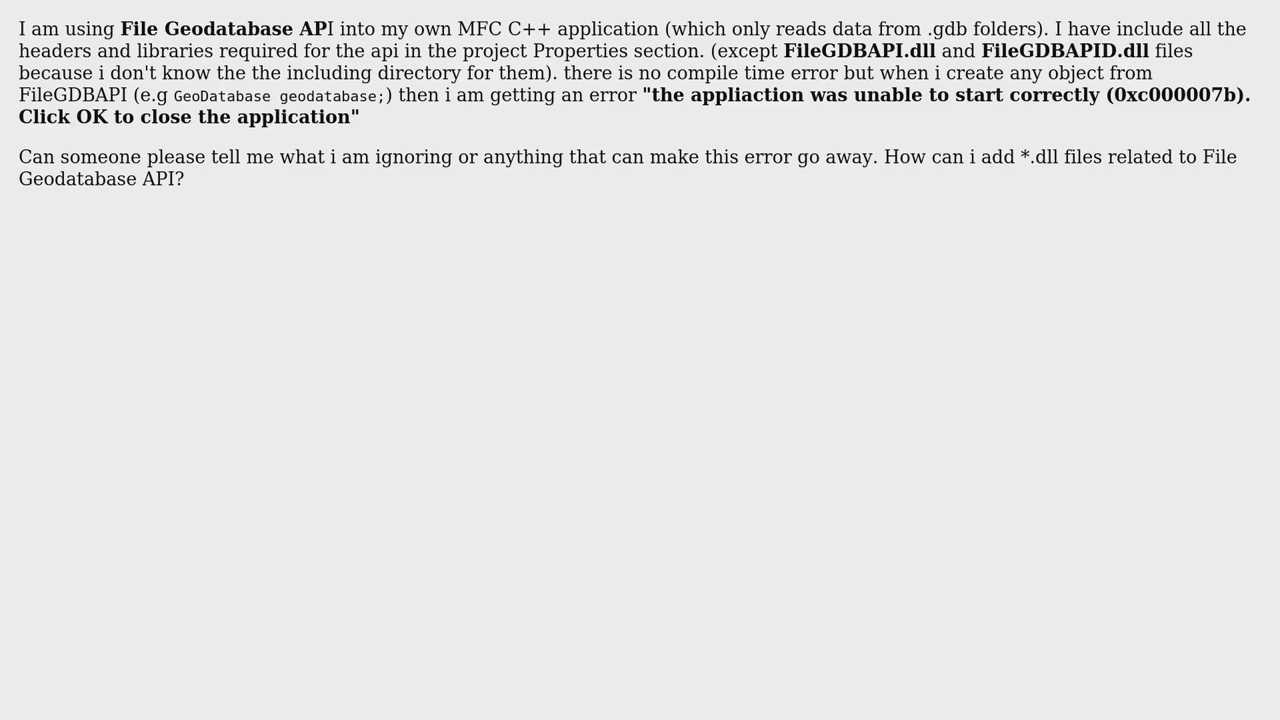 I am using File Geodatabase API into my own MFC C++ application (which only reads data from .gdb folders). I have include all the
headers and libraries required for the api in the project Properties section. (except FileGDBAPI.dll and FileGDBAPID.dll files
because i don't know the the including directory for them). there is no compile time error but when i create any object from
FileGDBAPI (e.g GeoDatabase geodatabase;) then i am getting an error "the appliaction was unable to start correctly (0xc000007b).
Click OK to close the application"
Can someone please tell me what i am ignoring or anything that can make this error go away. How can i add *.dll files related to File
Geodatabase API?